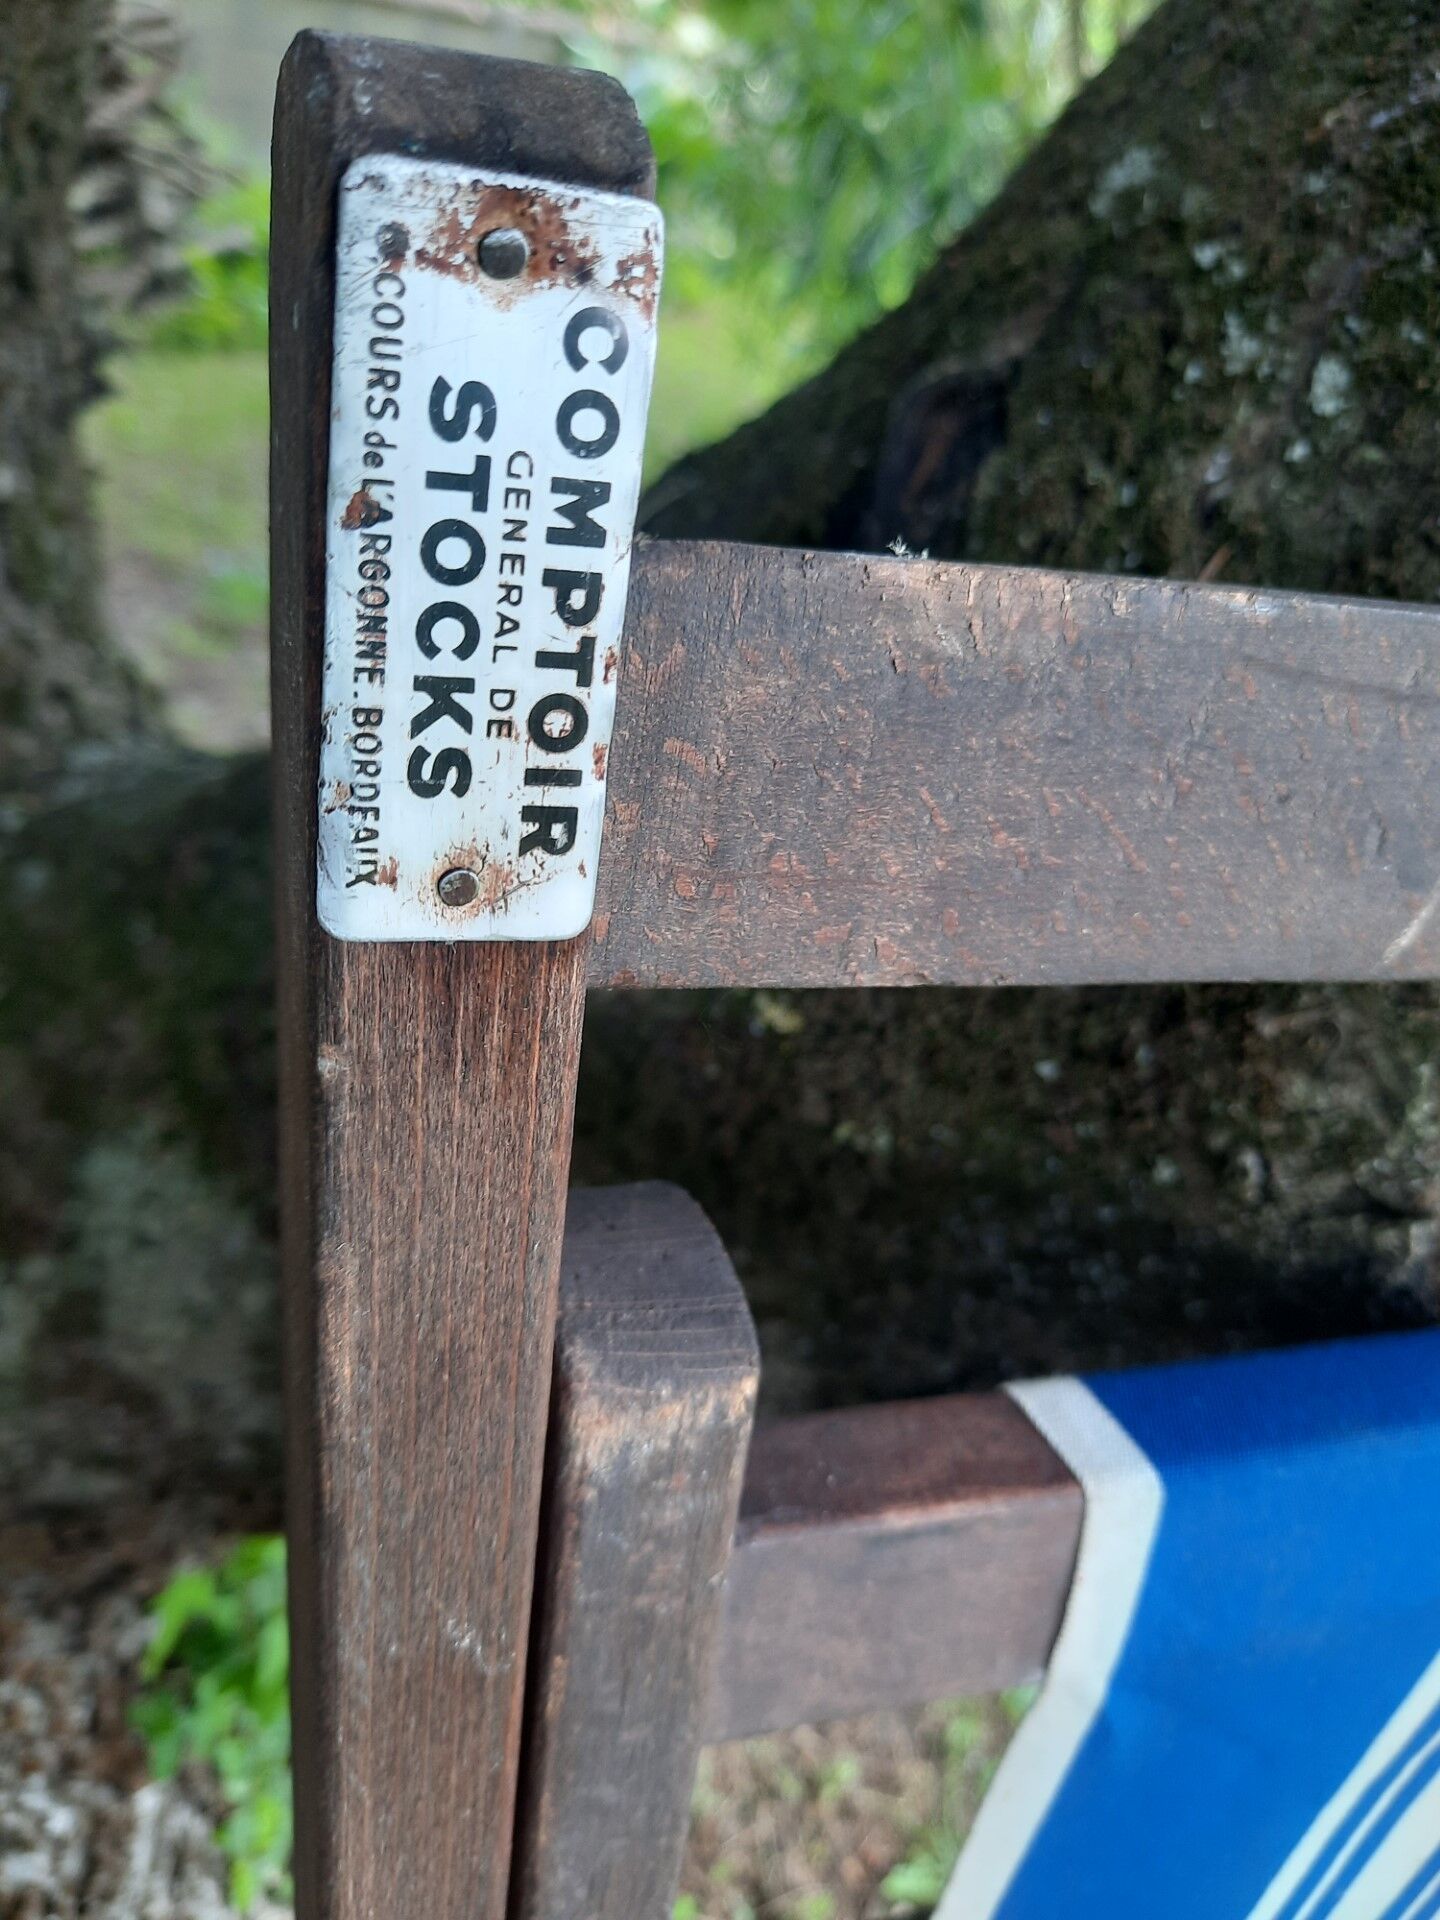 COMPTOIR
GENERAL DE
STOCKS
COURS de L'ARGONNE. BORDEAUX